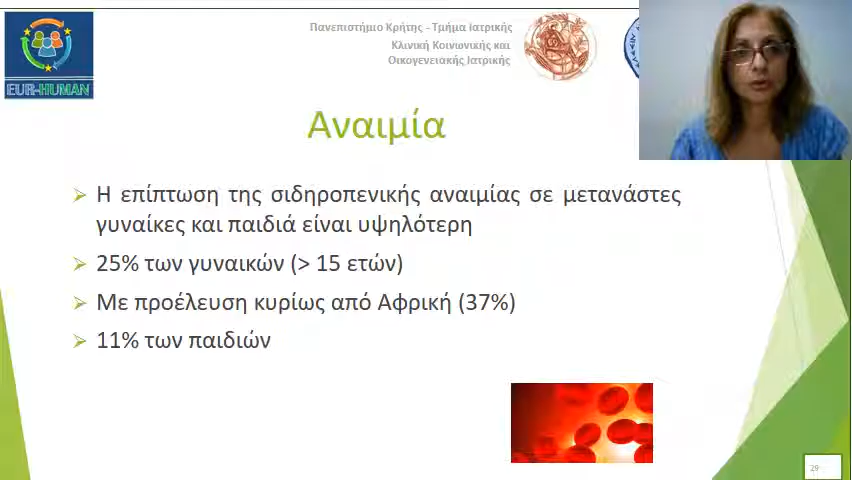 EUR-HUMAN
Πανεπιστήμιο Κρήτης - Τμήμα Ιατρικής
Κλινική Κοινωνικής και
Οικογενειακής Ιατρικής
Αναιμία
Η επίπτωση της σιδηροπενικής αναιμίας σε μετανάστες
γυναίκες και παιδιά είναι υψηλότερη
25% των γυναικών (> 15 ετών)
Με προέλευση κυρίως από Αφρική (37%)
11% των παιδιών
29